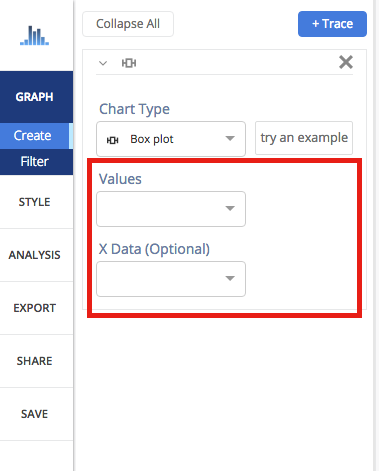 Collapse All
+ Trace
GRAPH
Create
Filter
STYLE
ANALYSIS
EXPORT
SHARE
SAVE
Chart Type
Box plot
try an example
Values
X Data (Optional)